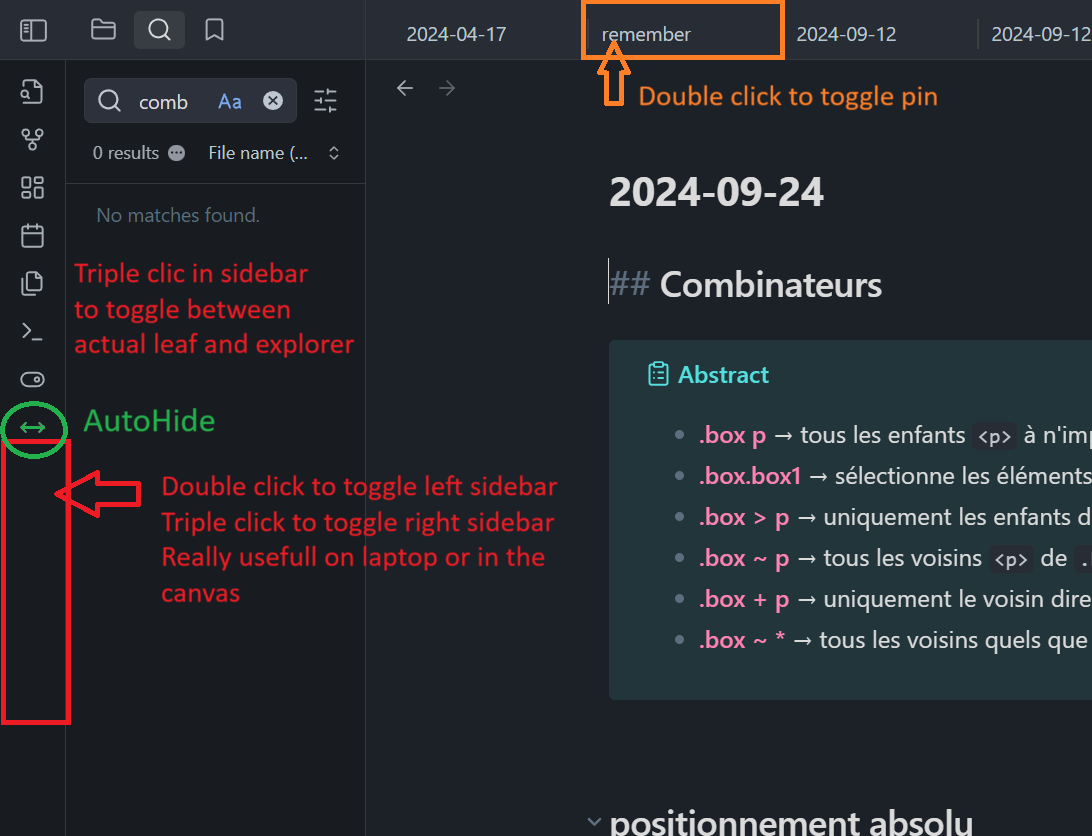 2024-04-17
remember
2024-09-12
2024-09-12
Double click to toggle pin
comb Aa
0 results File name (...
No matches found.
Triple clic in sidebar
to toggle between
actual leaf and explorer
AutoHide
Double click to toggle left sidebar
Triple click to toggle right sidebar
Really usefull on laptop or in the
canvas
2024-09-24
## Combinateurs
Abstract
.box p → tous les enfants <p> à n'imp
.box.box1 → sélectionne les éléments
.box > p → uniquement les enfants d
.box ~ p → tous les voisins <p> de .
.box + p → uniquement le voisin dire
.box ~ * → tous les voisins quels que
positionnement absolu